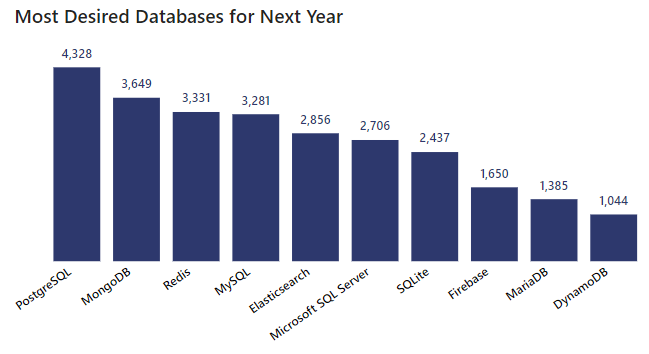 Most Desired Databases for Next Year
4,328
3,649
3,331
3,281
2,856
2,706
2,437
1,650
1,385
1,044
PostgreSQL
MongoDB
Redis
MySQL
Elasticsearch
Microsoft SQL Server
SQLite
Firebase
MariaDB
DynamoDB